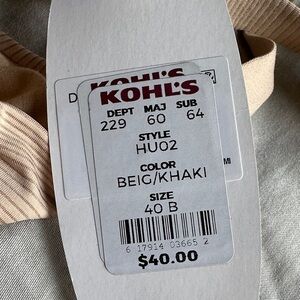 KOHL'S
KOHL'S
DEPT MAJ SUB
229 60 64
STYLE
HU02
COLOR
BEIG/KHAKI
SIZE
40 B
6 17914 03665 2
$40.00